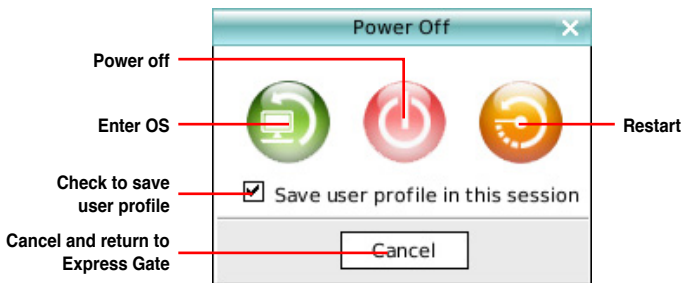 Power Off
Power off
Enter OS
Restart
Check to save
user profile
Save user profile in this session
Cancel and return to
Express Gate
Cancel